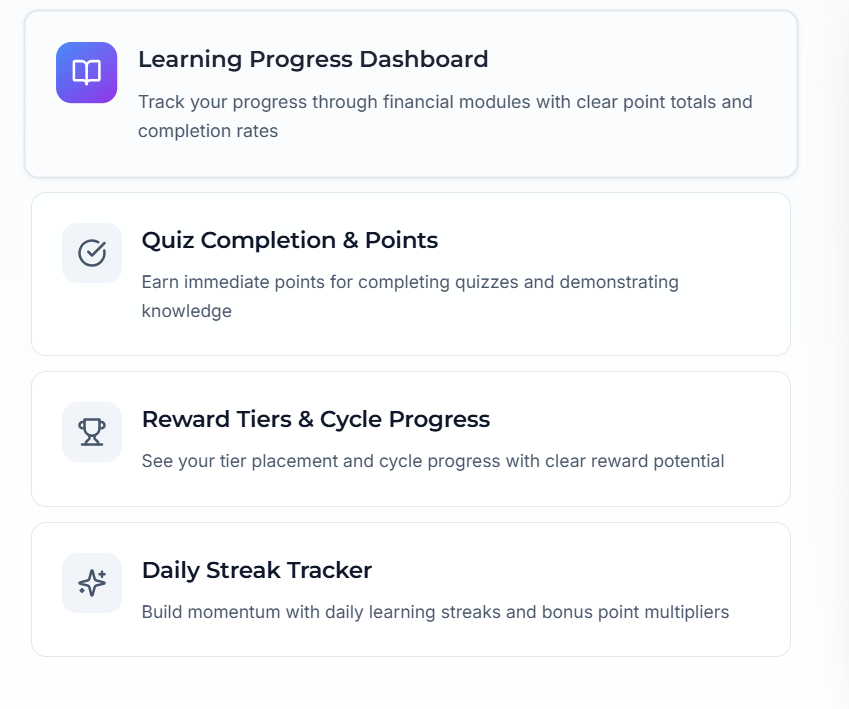 Learning Progress Dashboard
Track your progress through financial modules with clear point totals and
completion rates
Quiz Completion & Points
Earn immediate points for completing quizzes and demonstrating
knowledge
Reward Tiers & Cycle Progress
See your tier placement and cycle progress with clear reward potential
Daily Streak Tracker
Build momentum with daily learning streaks and bonus point multipliers